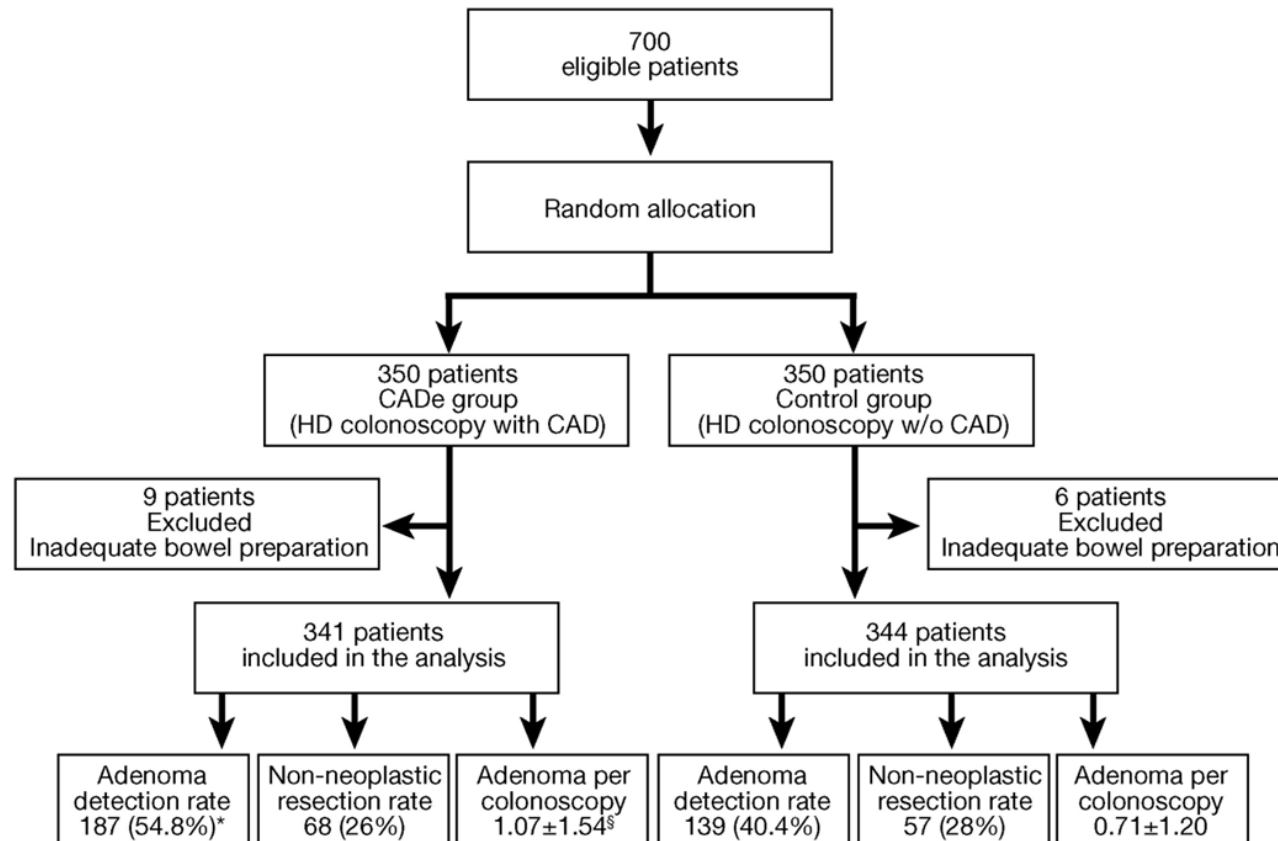 700
eligible patients
Random allocation
350 patients
CADe group
(HD colonoscopy with CAD)
350 patients
Control group
(HD colonoscopy w/o CAD)
9 patients
Excluded
Inadequate bowel preparation
6 patients
Excluded
Inadequate bowel preparation
341 patients
included in the analysis
344 patients
included in the analysis
Adenoma
detection rate
187 (54.8%)*
Non-neoplastic
resection rate
68 (26%)
Adenoma per
colonoscopy
1.07±1.54§
Adenoma
detection rate
139 (40.4%)
Non-neoplastic
resection rate
57 (28%)
Adenoma per
colonoscopy
0.71±1.20